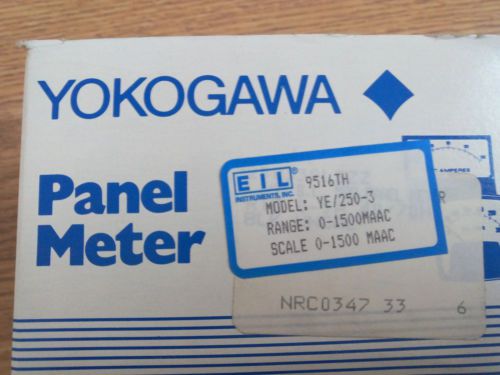 YOKOGAWA
Panel
Meter
EIL
INSTRUMENTS, INC.
9516TH
MODEL: YE/250-3
RANGE: 0-1500MAAC
SCALE 0-1500 MAAC
NRC0347 33 6
AMPERES
R